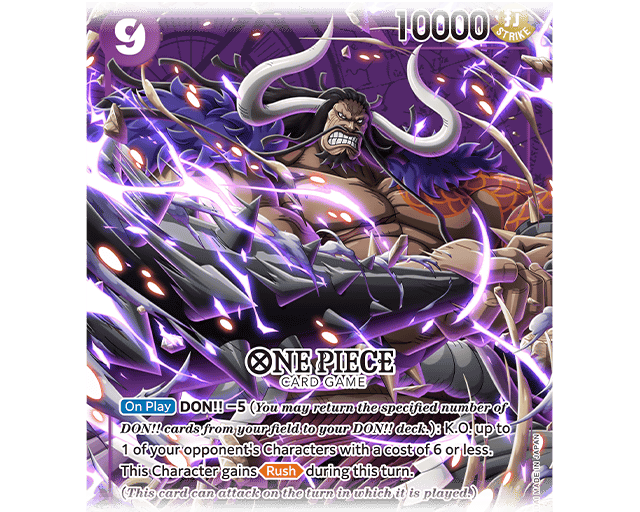 9
10000
打
STRIKE
ONE PIECE
CARD GAME
On Play DON!! −5 (You may return the specified number of
DON!! cards from your field to your DON!! deck.): K.O. up to
1 of your opponent's Characters with a cost of 6 or less.
This Character gains Rush during this turn.
(This card can attack on the turn in which it is played.)
MADE IN JAPAN